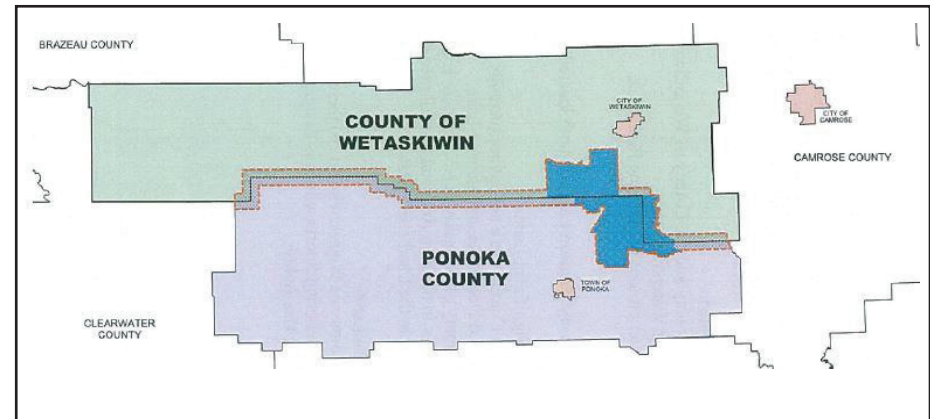 BRAZEAU COUNTY
COUNTY OF
WETASKIWIN
CITY OF
WETASKIWIN
CITY OF
CAMROSE
CAMROSE COUNTY
PONOKA
COUNTY
TOWN OF
PONOKA
CLEARWATER
COUNTY